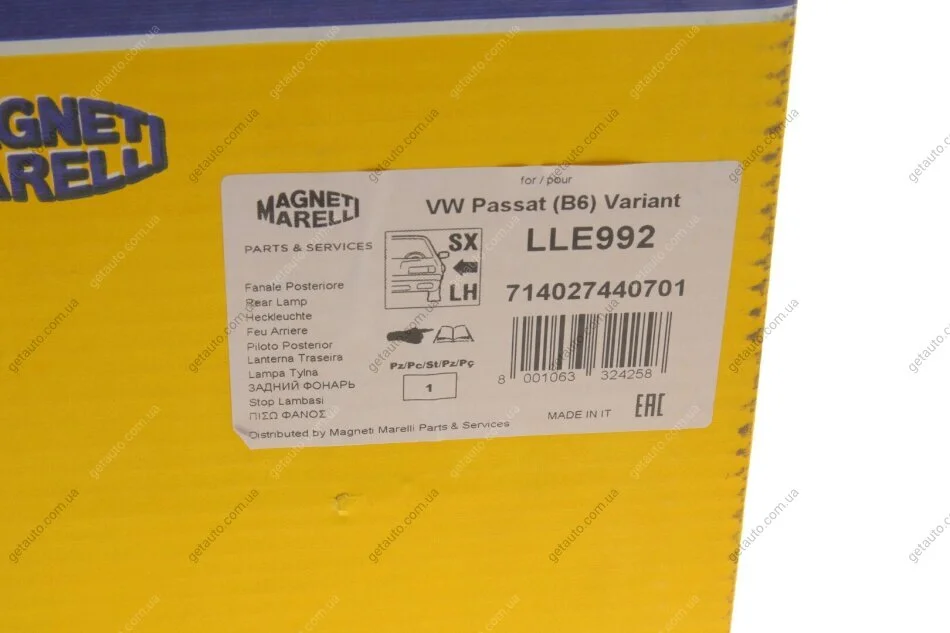 MAGNETI
MARELLI
MAGNETI
MARELLI
PARTS & SERVICES
for / pour
VW Passat (B6) Variant
LLE992
714027440701
SX
LH
Fanale Posteriore
Rear Lamp
Heckleuchte
Feu Arriere
Piloto Posterior
Lanterna Traseira
Lampa Tylna
ЗАДНИЙ ФОНАРЬ
Stop Lambasi
ΠΙΣΩ ΦΑΝΟΣ
Pz/Pc/St/Pz/Pç
1
8 001063 324258
MADE IN IT
EAC
Distributed by Magneti Marelli Parts & Services
getauto.com.ua